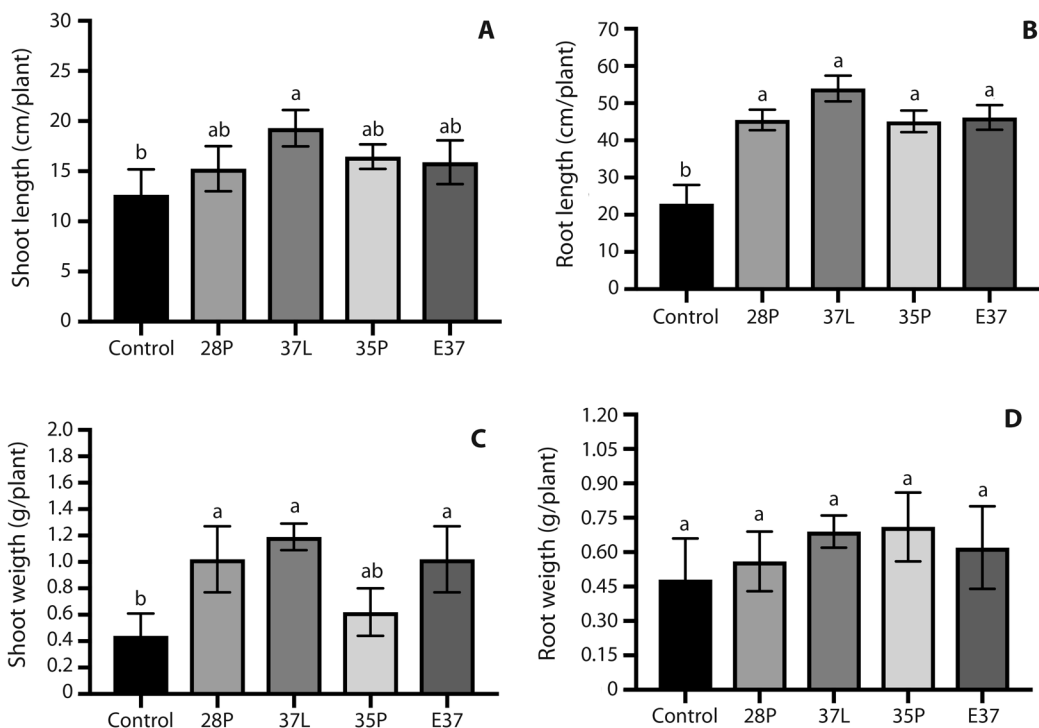 A
Shoot length (cm/plant)
30
25
20
15
10
5
0
b
ab
a
ab
ab
Control 28P 37L 35P E37
B
Root length (cm/plant)
70
60
50
40
30
20
10
0
b
a
a
a
a
Control 28P 37L 35P E37
C
Shoot weigth (g/plant)
2.0
1.8
1.6
1.4
1.2
1.0
0.8
0.6
0.4
0.2
0
b
a
a
ab
a
Control 28P 37L 35P E37
D
Root weigth (g/plant)
1.20
1.05
0.90
0.75
0.60
0.45
0.30
0.15
0
a
a
a
a
a
Control 28P 37L 35P E37